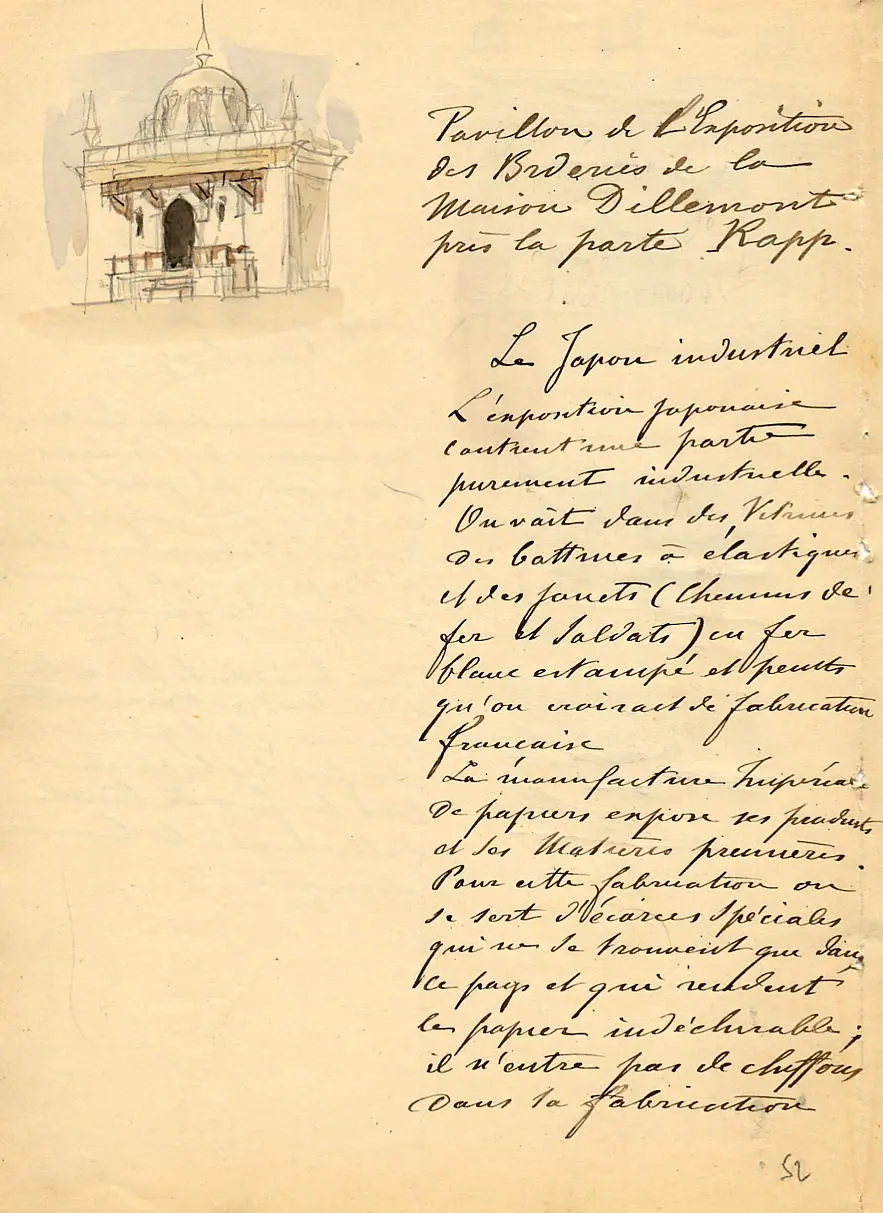 Pavillon de l'Exposition
des Broderies de la
Maison Dillemont
près la porte Rapp.
Le Japon industriel
L'exposition Japonaise
contient une partie
purement industrielle.
On voit dans des Vitrines
des bottines à élastiques
et des jouets (Chemins de
fer et Soldats) en fer
blanc estampé et peints
qu'on croirait de fabrication
française
La manufacture Impériale
de papiers expose ses produits
et ses Matières premières.
Pour cette fabrication on
se sert d'écorces Spéciales
qui ne se trouvent que dans
ce pays et qui rendent
le papier indéchirable ;
il n'entre pas de chiffons
dans la fabrication
52